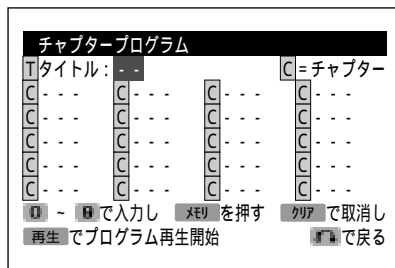 チャプタープログラム
T タイトル : - - C = チャプター
C - - - C - - - C - - - C - - -
C - - - C - - - C - - - C - - -
C - - - C - - - C - - - C - - -
C - - - C - - - C - - - C - - -
C - - - C - - - C - - - C - - -
~ で入力し メモリ を押す クリア で取消し
再生 でプログラム再生開始 で戻る